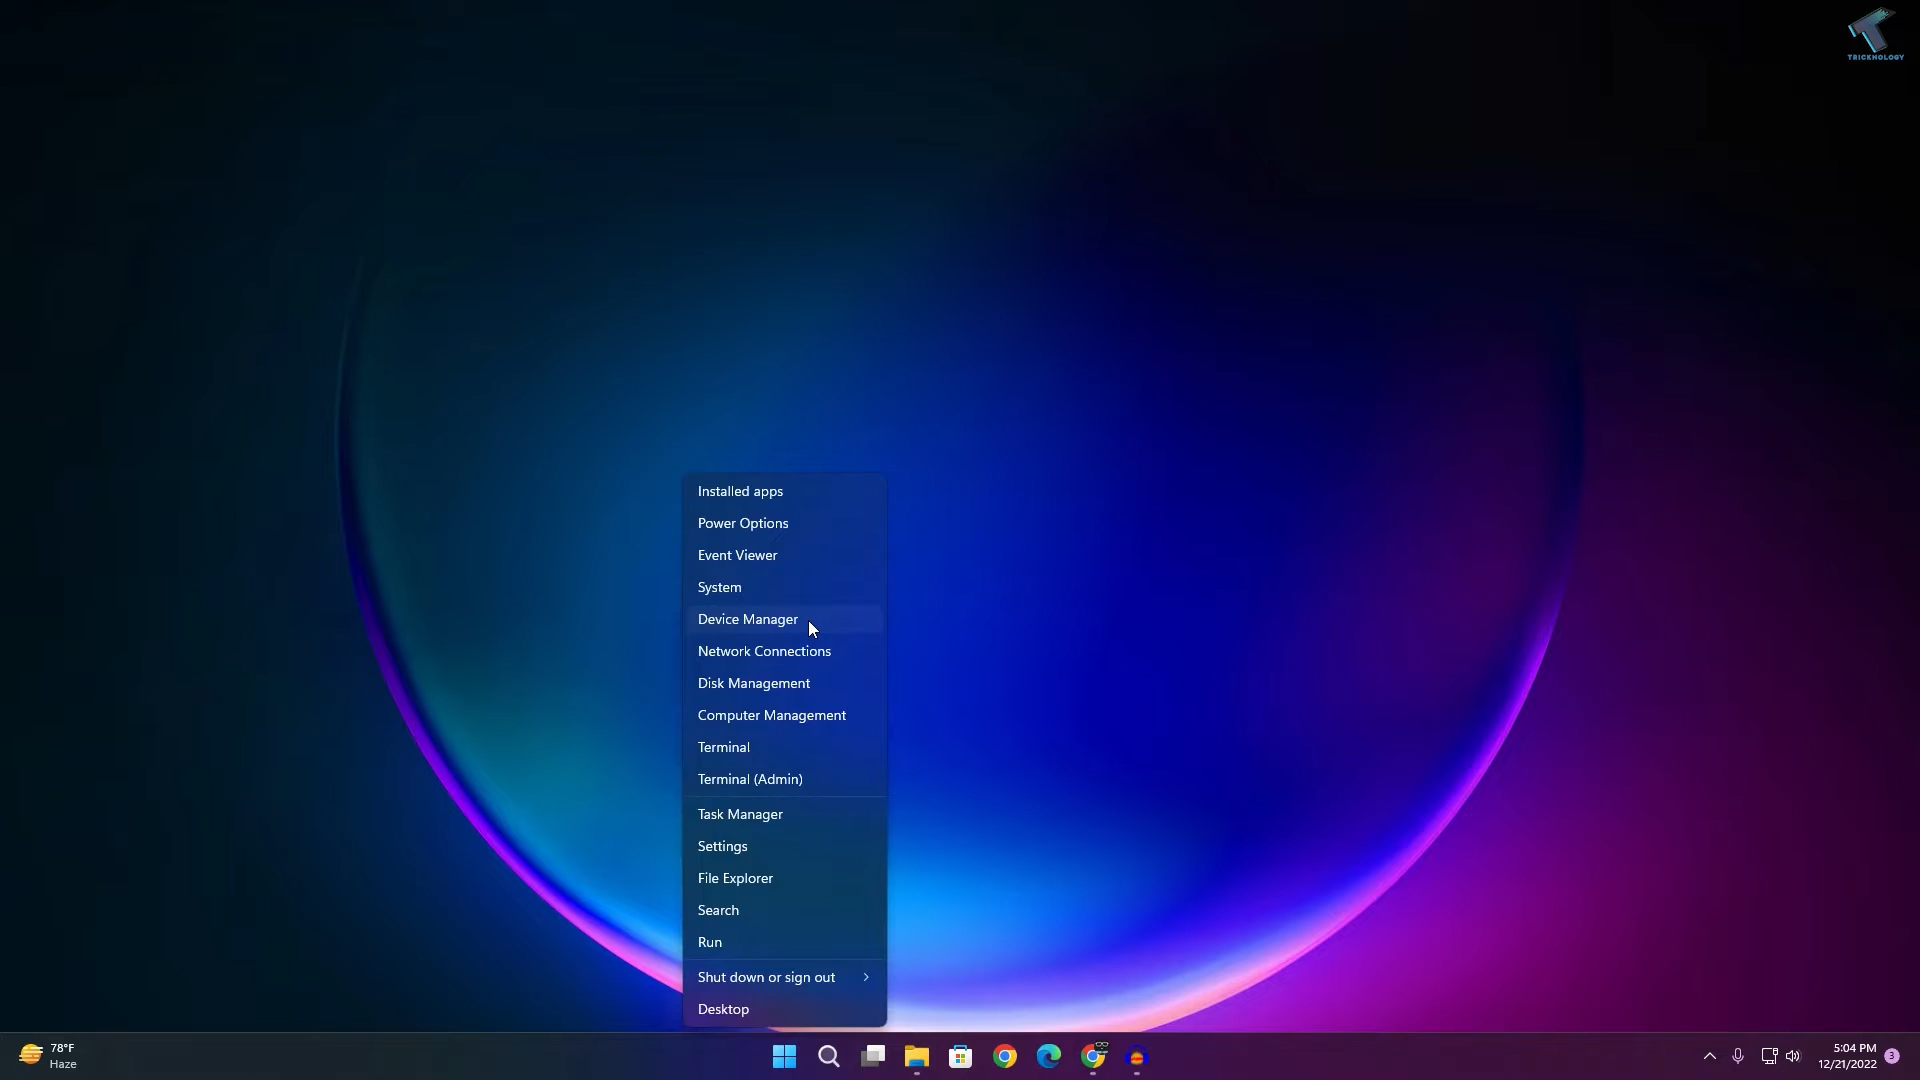 TRICKNOLOGY
Installed apps
Power Options
Event Viewer
System
Device Manager
Network Connections
Disk Management
Computer Management
Terminal
Terminal (Admin)
Task Manager
Settings
File Explorer
Search
Run
Shut down or sign out
Desktop
78°F
Haze
5:04 PM
12/21/2022
3